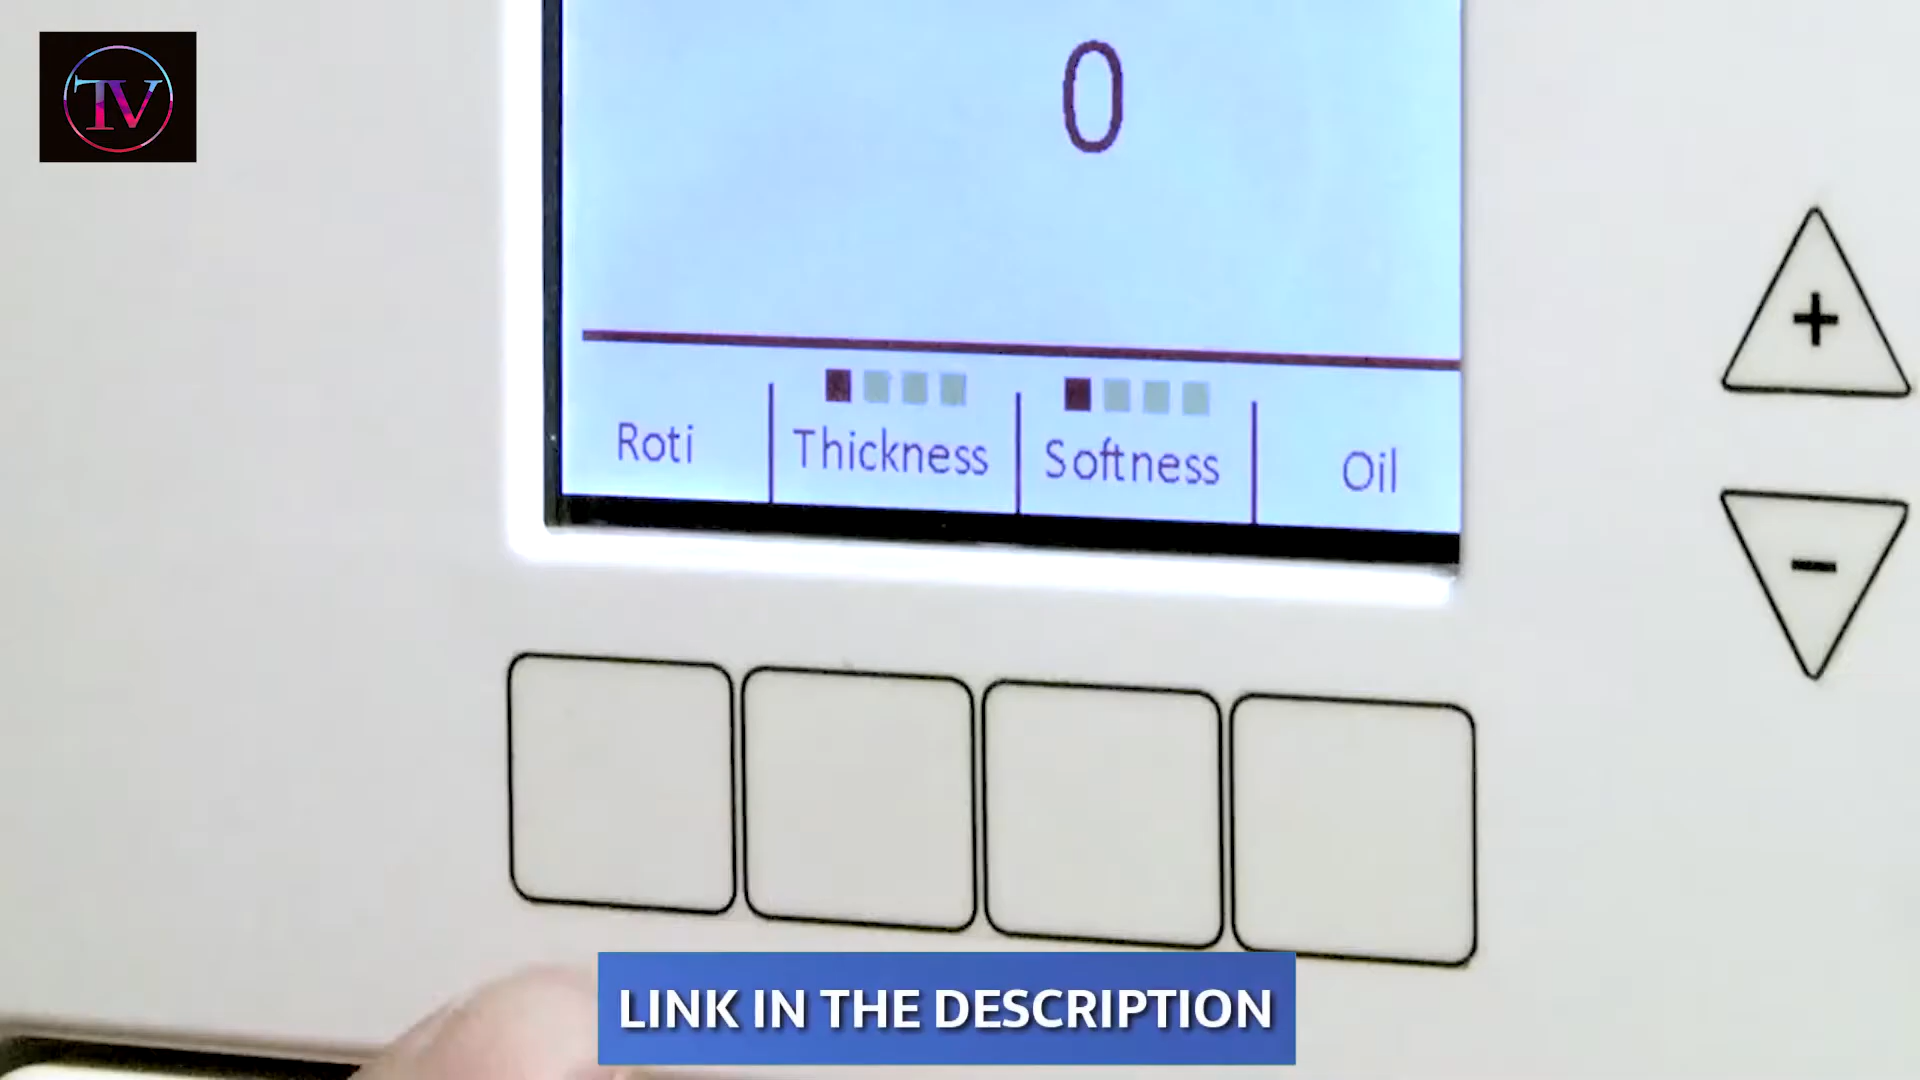 TV
0
Roti
Thickness
Softness
Oil
+
−
LINK IN THE DESCRIPTION